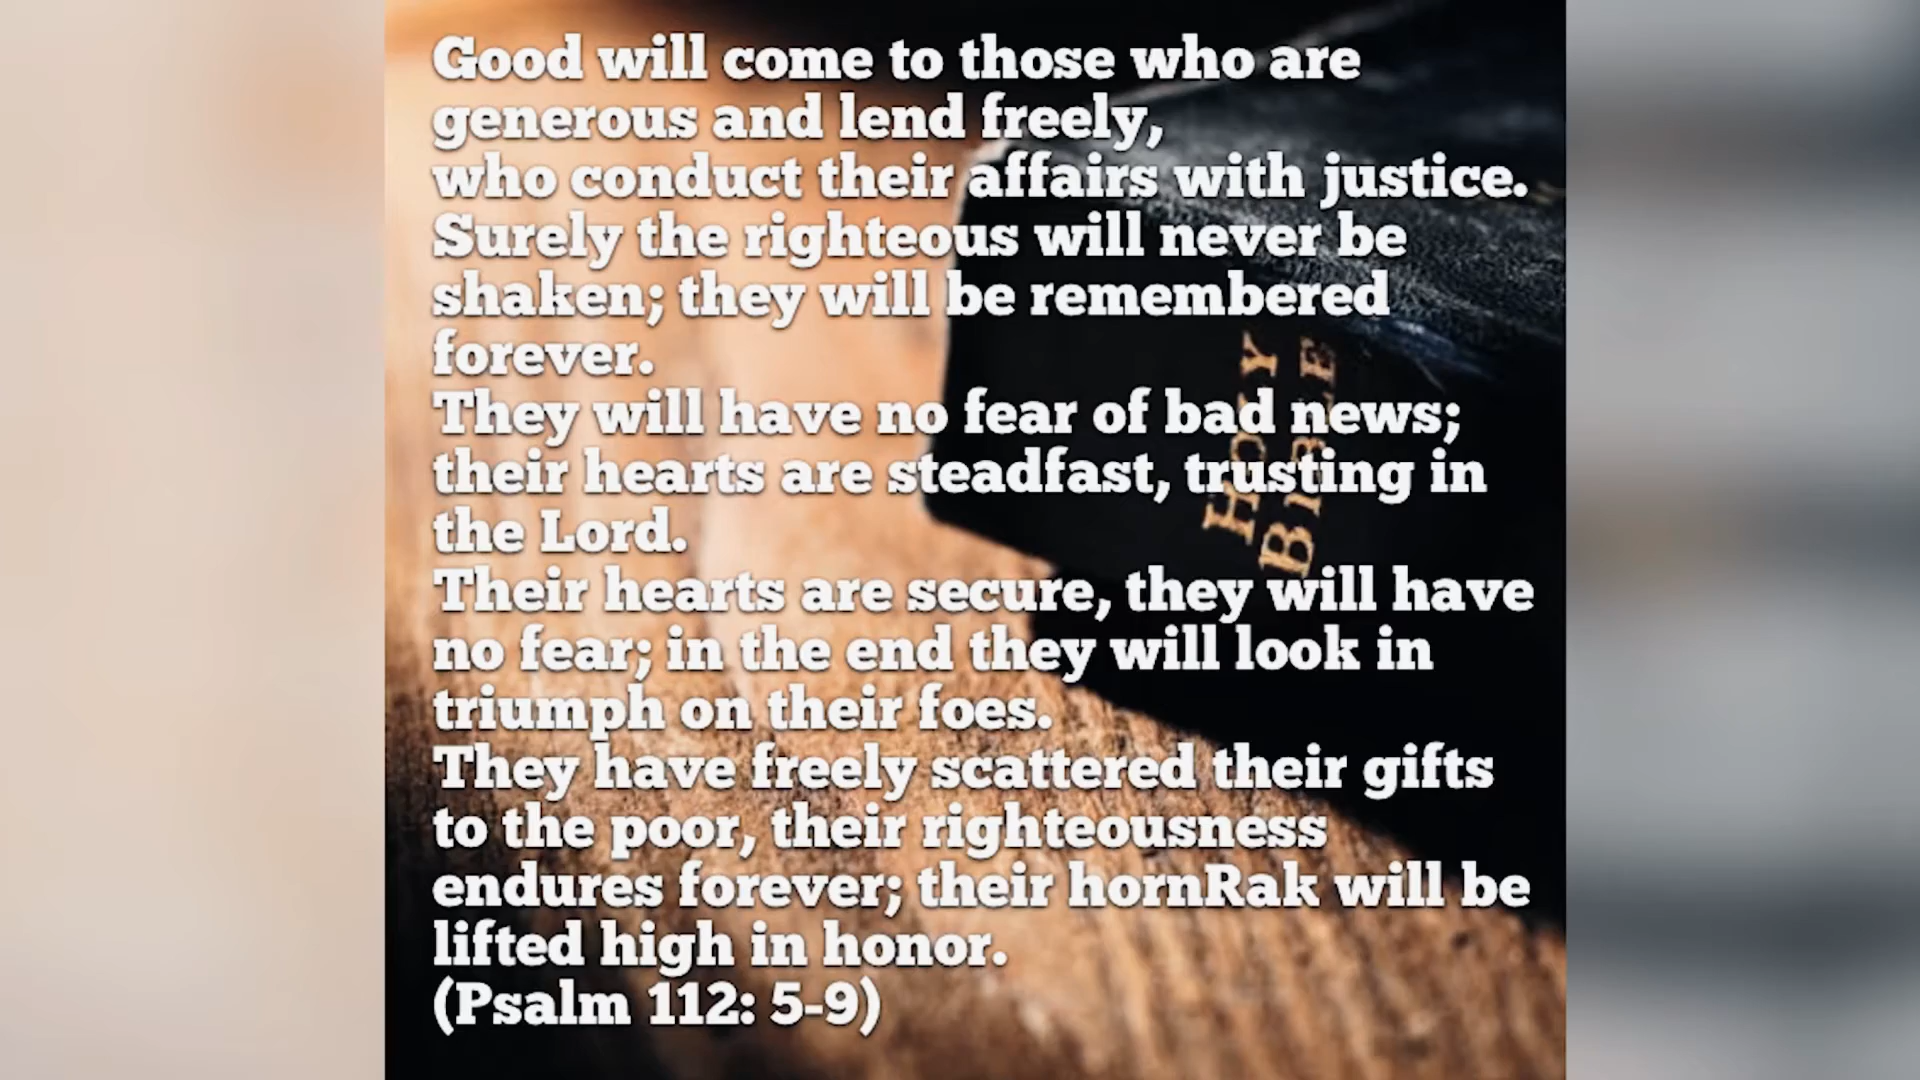 Good will come to those who are
generous and lend freely,
who conduct their affairs with justice.
Surely the righteous will never be
shaken; they will be remembered
forever.
They will have no fear of bad news;
their hearts are steadfast, trusting in
the Lord.
Their hearts are secure, they will have
no fear; in the end they will look in
triumph on their foes.
They have freely scattered their gifts
to the poor, their righteousness
endures forever; their hornRak will be
lifted high in honor.
(Psalm 112: 5-9)
HOLY
BIBLE